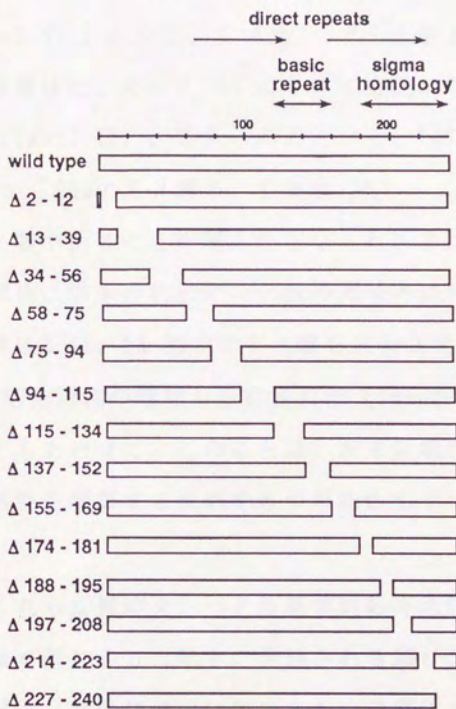 direct repeats
basic repeat
sigma homology
100 200
wild type
Δ 2 - 12
Δ 13 - 39
Δ 34 - 56
Δ 58 - 75
Δ 75 - 94
Δ 94 - 115
Δ 115 - 134
Δ 137 - 152
Δ 155 - 169
Δ 174 - 181
Δ 188 - 195
Δ 197 - 208
Δ 214 - 223
Δ 227 - 240